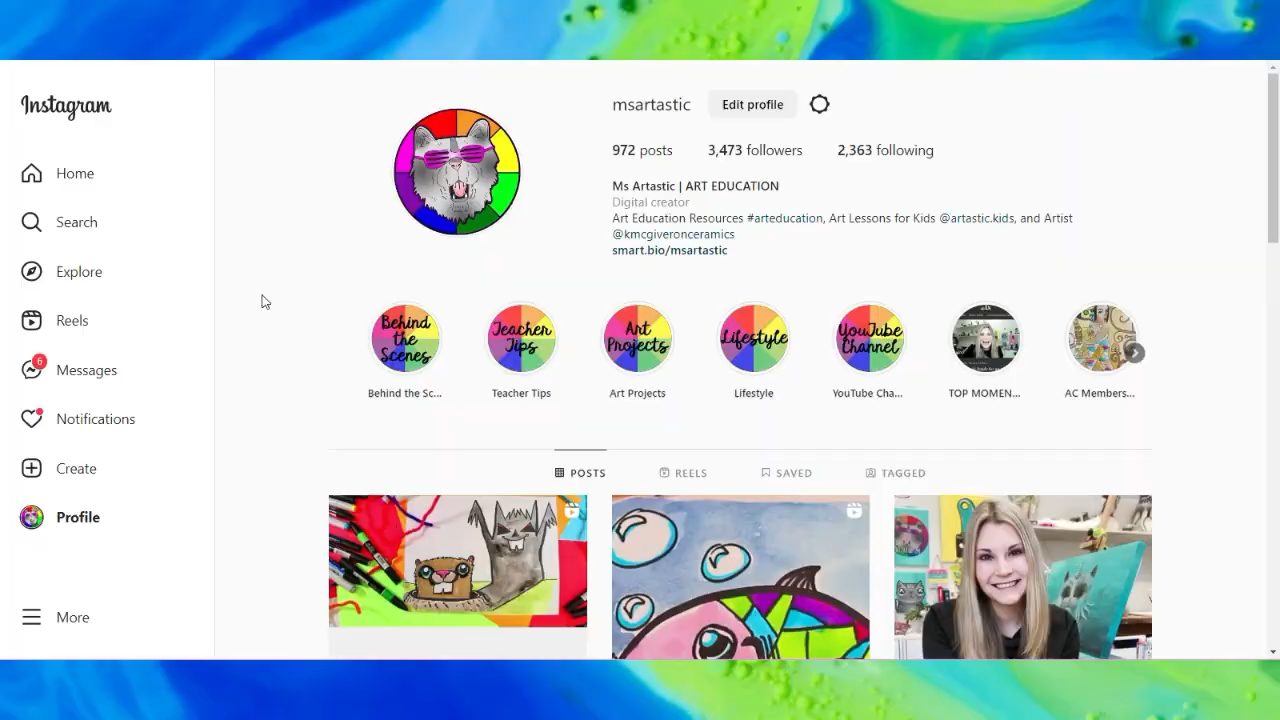 Instagram
Home
Search
Explore
Reels
6
Messages
Notifications
Create
Profile
More
msartastic
Edit profile
972 posts 3,473 followers 2,363 following
Ms Artastic | ART EDUCATION
Digital creator
Art Education Resources #arteducation, Art Lessons for Kids @artastic.kids, and Artist
@kmcgiveronceramics
smart.bio/msartastic
Behind
the
Scenes
Teacher
Tips
Art
Projects
Lifestyle
YouTube
Channel
Behind the Sc...
Teacher Tips
Art Projects
Lifestyle
YouTube Cha...
TOP MOMEN...
AC Members...
POSTS
REELS
SAVED
TAGGED